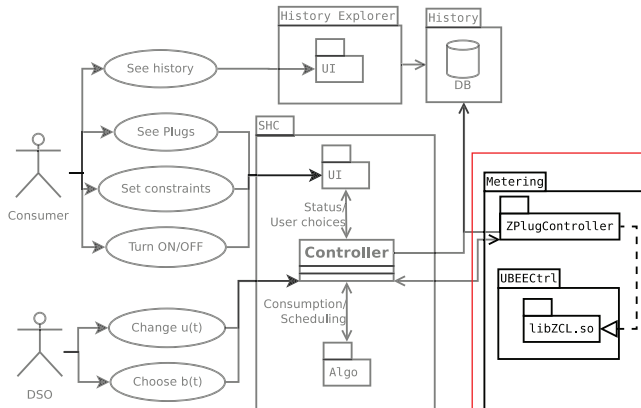 History Explorer
History
See history
UI
DB
See Plugs
SHC
Consumer
Set constraints
UI
Metering
Status/
User choices
ZPlugController
Turn ON/OFF
Controller
UBEECtrl
Consumption/
Scheduling
Change u(t)
libZCL.so
DSO
Choose b(t)
Algo